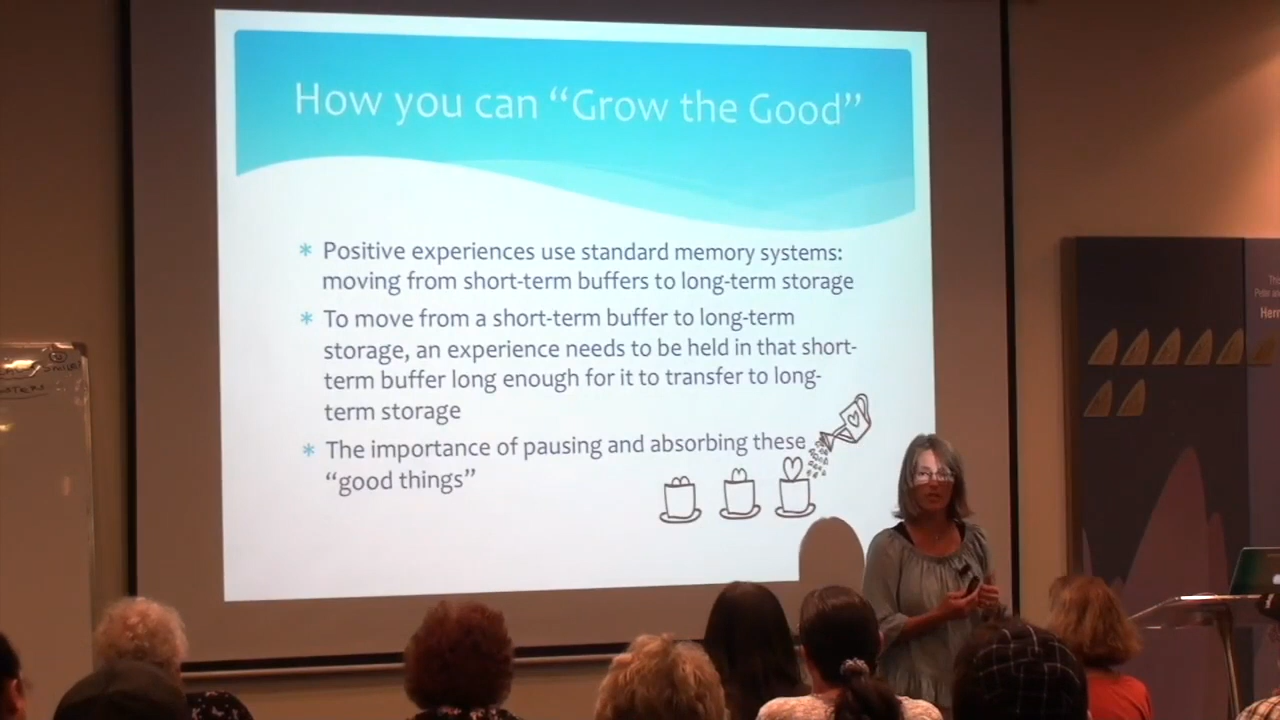 How you can “Grow the Good”
* Positive experiences use standard memory systems:
moving from short-term buffers to long-term storage
* To move from a short-term buffer to long-term
storage, an experience needs to be held in that short-
term buffer long enough for it to transfer to long-
term storage
* The importance of pausing and absorbing these
“good things”